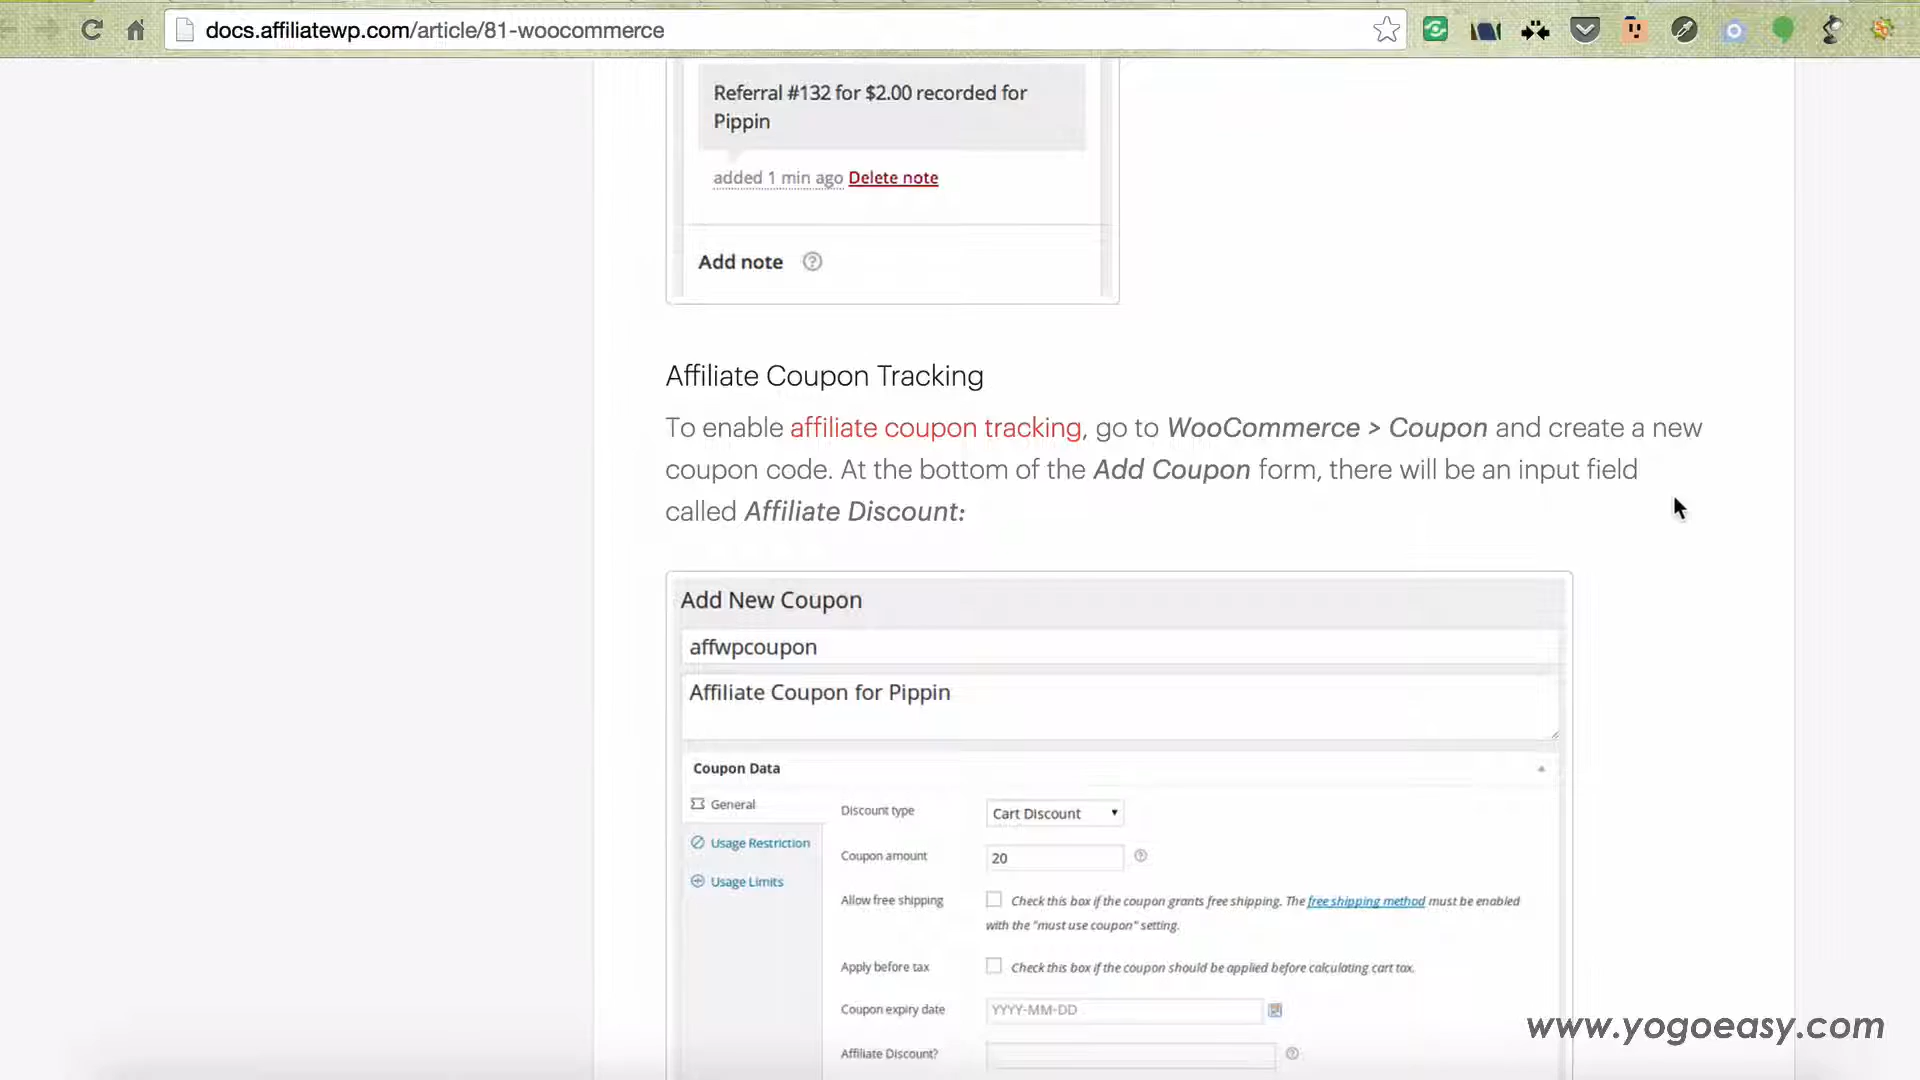 docs.affiliatewp.com/article/81-woocommerce
Referral #132 for $2.00 recorded for
Pippin
added 1 min ago Delete note
Add note
Affiliate Coupon Tracking
To enable affiliate coupon tracking, go to WooCommerce > Coupon and create a new
coupon code. At the bottom of the Add Coupon form, there will be an input field
called Affiliate Discount:
Add New Coupon
affwpcoupon
Affiliate Coupon for Pippin
Coupon Data
General
Usage Restriction
Usage Limits
Discount type Cart Discount
Coupon amount 20
Allow free shipping Check this box if the coupon grants free shipping. The free shipping method must be enabled
with the "must use coupon" setting.
Apply before tax Check this box if the coupon should be applied before calculating cart tax.
Coupon expiry date YYYY-MM-DD
Affiliate Discount?
www.yogoeasy.com